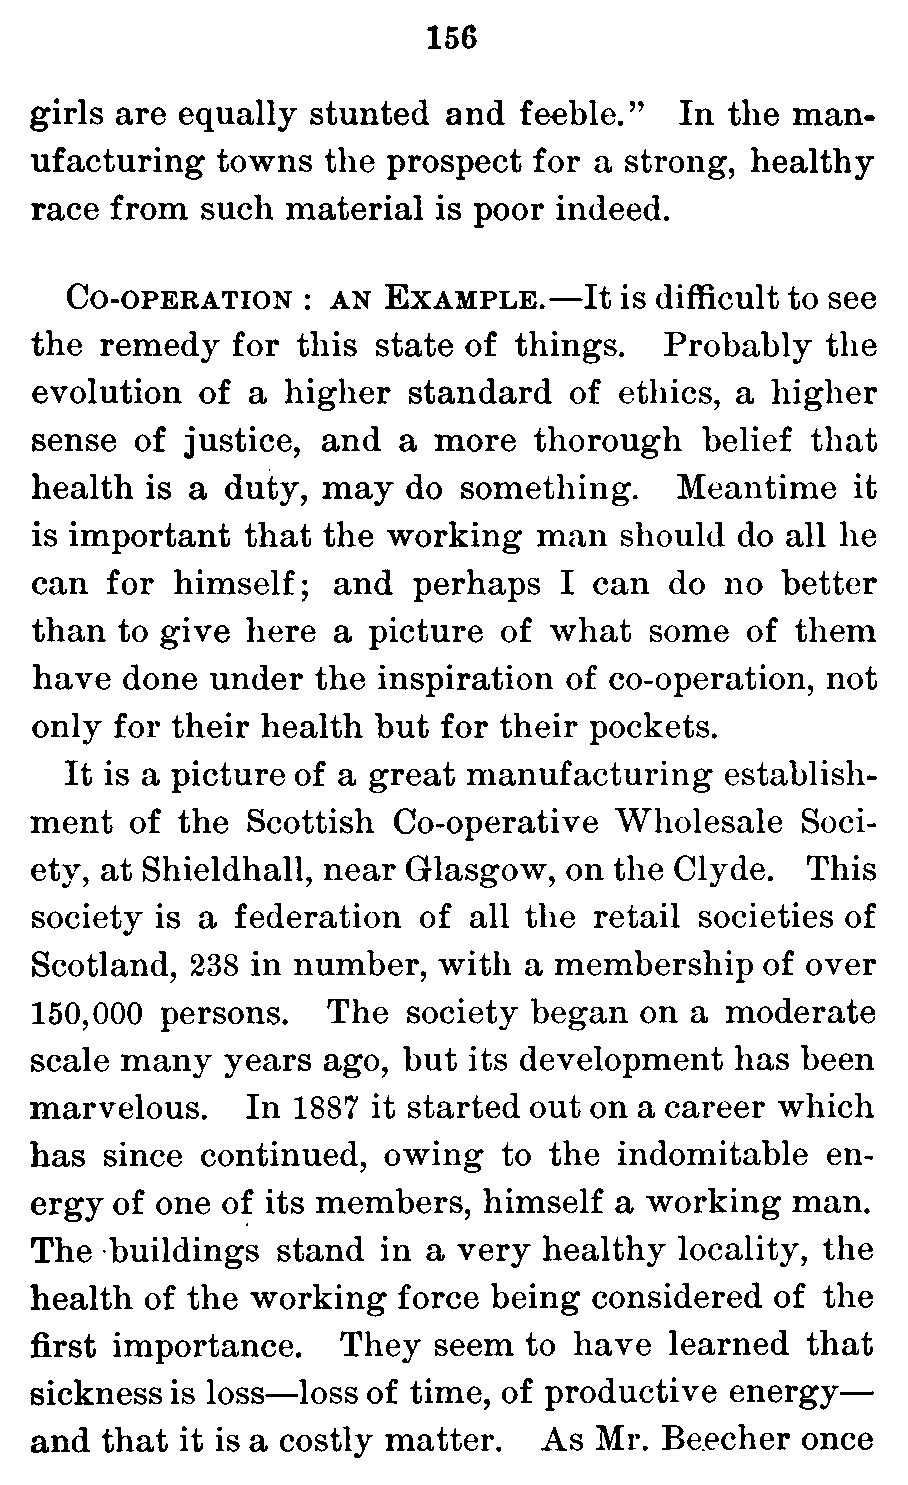 156
girls are equally stunted and feeble." In the man-
ufacturing towns the prospect for a strong, healthy
race from such material is poor indeed.
Co-operation : an Example.—It is difficult to see
the remedy for this state of things. Probably the
evolution of a higher standard of ethics, a higher
sense of justice, and a more thorough belief that
health is a duty, may do something. Meantime it
is important that the working man should do all he
can for himself; and perhaps I can do no better
than to give here a picture of what some of them
have done under the inspiration of co-operation, not
only for their health but for their pockets.
It is a picture of a great manufacturing establish-
ment of the Scottish Co-operative Wholesale Soci-
ety, at Shieldhall, near Glasgow, on the Clyde. This
society is a federation of all the retail societies of
Scotland, 238 in number, with a membership of over
150,000 persons. The society began on a moderate
scale many years ago, but its development has been
marvelous. In 1887 it started out on a career which
has since continued, owing to the indomitable en-
ergy of one of its members, himself a working man.
The buildings stand in a very healthy locality, the
health of the working force being considered of the
first importance. They seem to have learned that
sickness is loss—loss of time, of productive energy—
and that it is a costly matter. As Mr. Beecher once